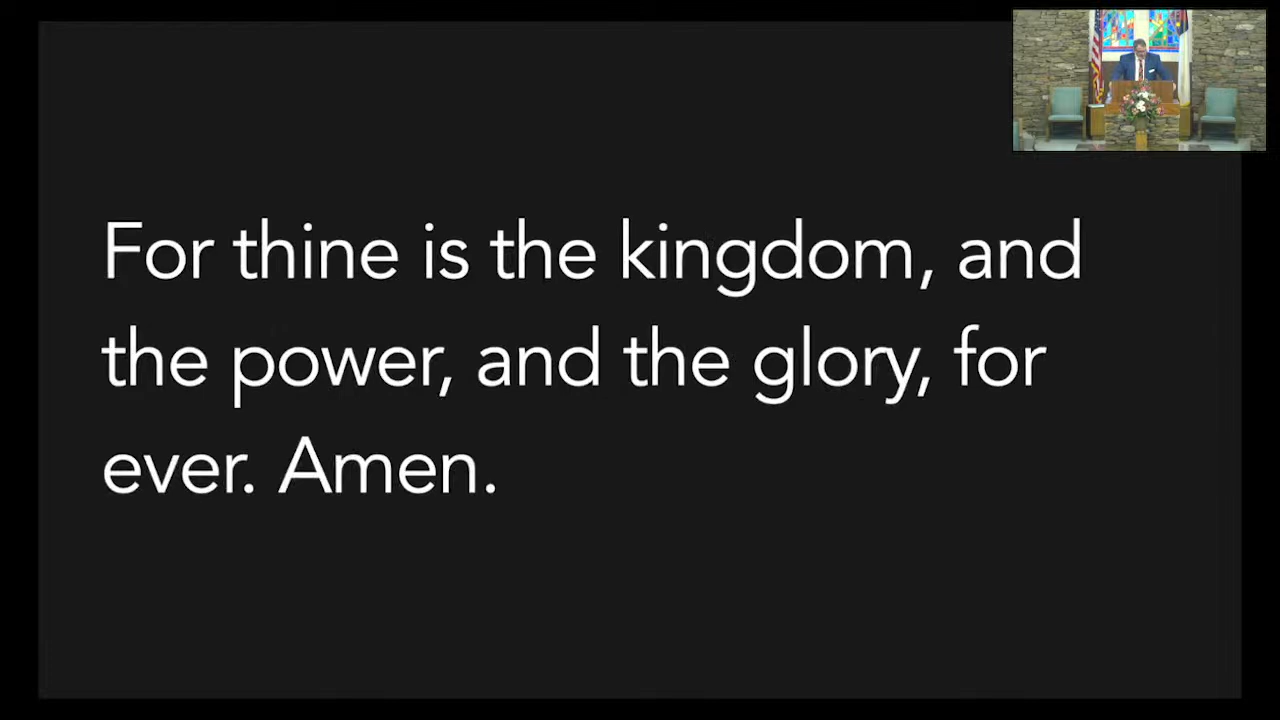 For thine is the kingdom, and
the power, and the glory, for
ever. Amen.